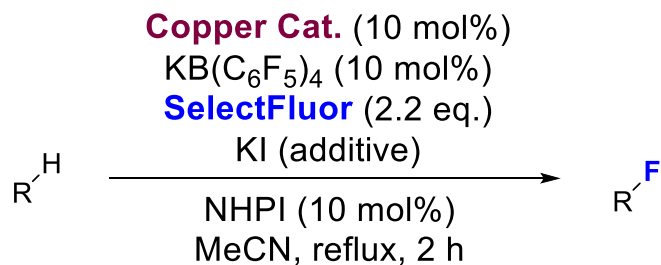 Copper Cat. (10 mol%)
KB(C₆F₅)₄ (10 mol%)
SelectFluor (2.2 eq.)
KI (additive)
R-H
R-F
NHPI (10 mol%)
MeCN, reflux, 2 h